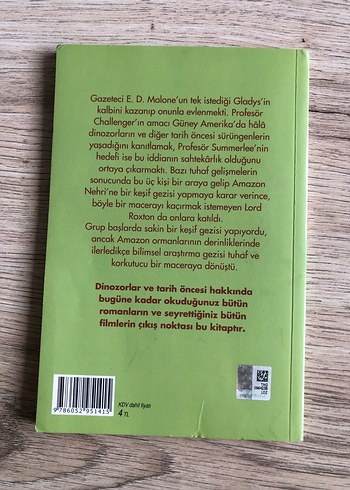 Gazeteci E. D. Malone'un tek istediği Gladys'in
kalbini kazanıp onunla evlenmekti. Profesör
Challenger'ın amacı Güney Amerika'da hâlâ
dinozorların ve diğer tarih öncesi sürüngenlerin
yaşadığını kanıtlamak, Profesör Summerlee'nin
hedefi ise bu iddianın sahtekârlık olduğunu
ortaya çıkarmaktı. Bazı tuhaf gelişmelerin
sonucunda bu üç kişi bir araya gelip Amazon
Nehri'ne bir keşif gezisi yapmaya karar verince,
böyle bir macerayı kaçırmak istemeyen Lord
Roxton da onlara katıldı.
Grup başlarda sakin bir keşif gezisi yapıyordu,
ancak Amazon ormanlarının derinliklerinde
ilerledikçe bilimsel araştırma gezisi tuhaf ve
korkutucu bir maceraya dönüştü.
Dinozorlar ve tarih öncesi hakkında
bugüne kadar okuduğunuz bütün
romanların ve seyrettiğiniz bütün
filmlerin çıkış noktası bu kitaptır.
KDV dahil fiyatı
4 TL
9 786052 951415